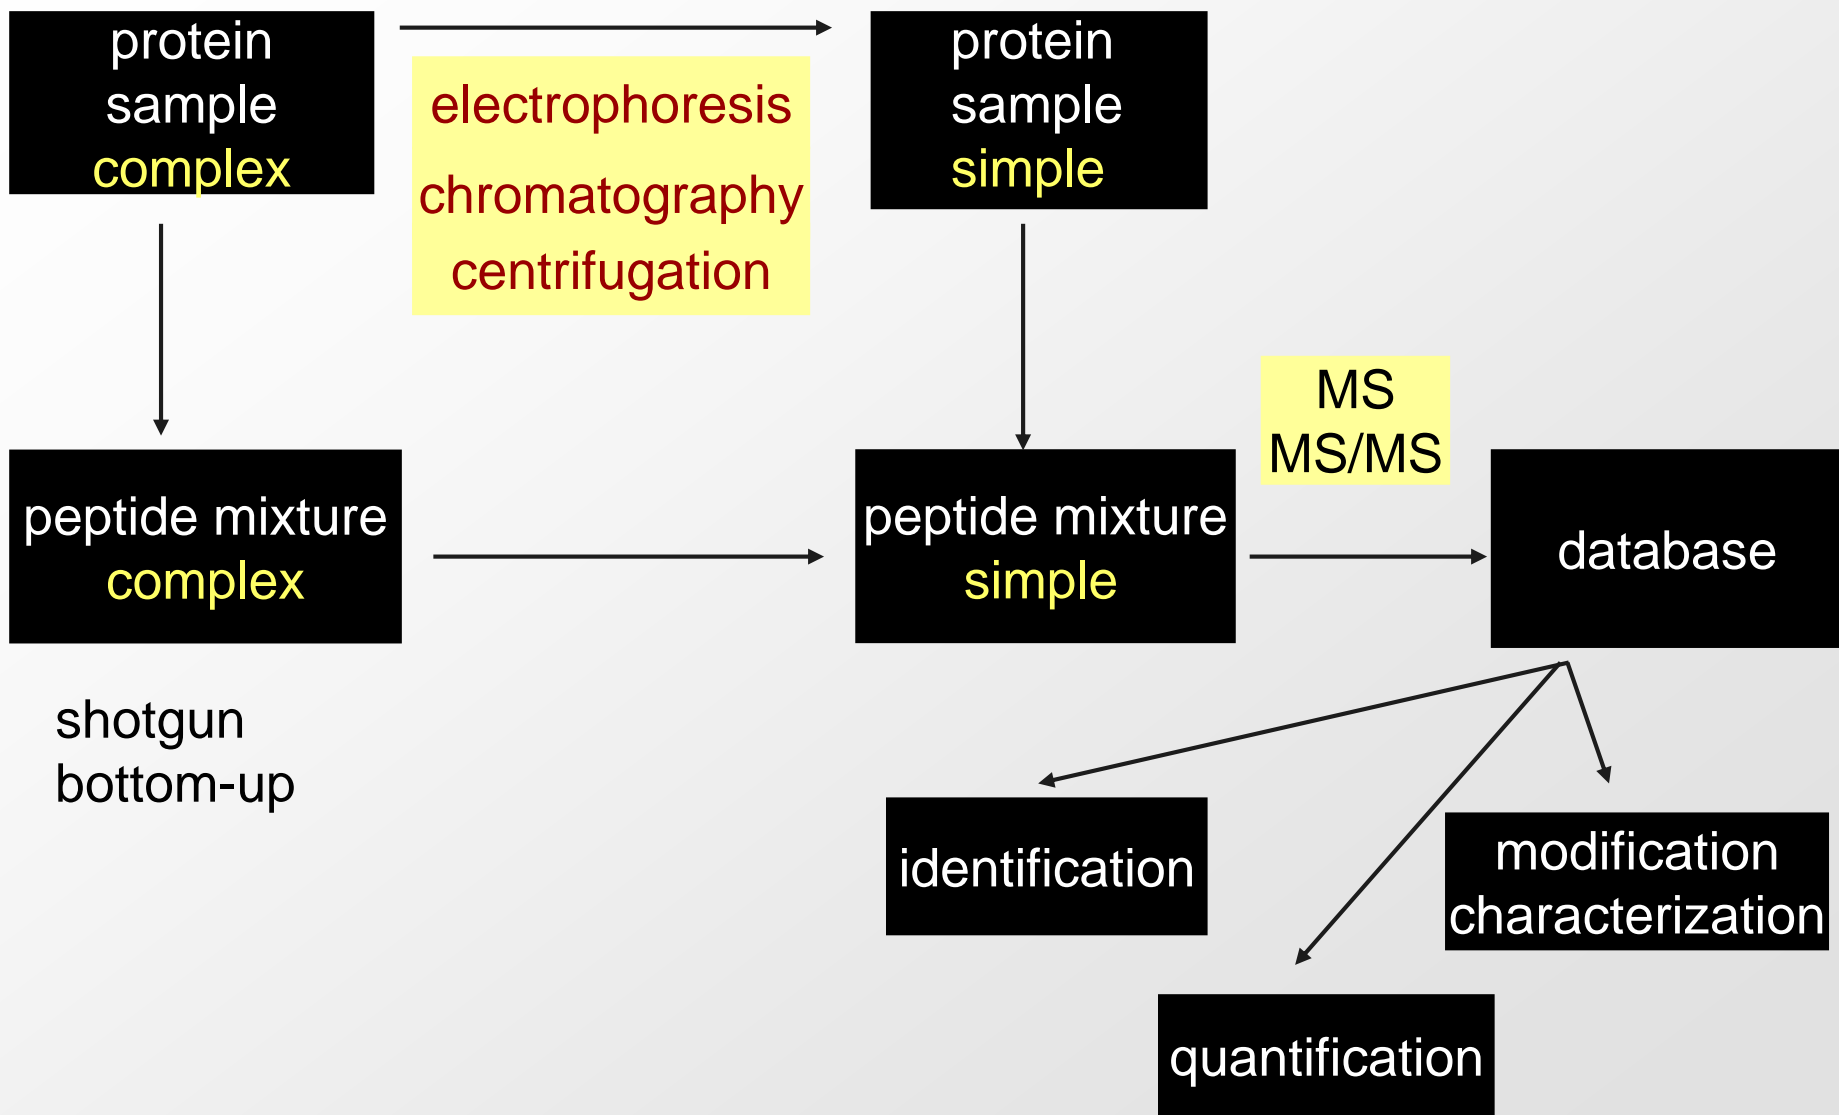 protein
sample
complex
electrophoresis
chromatography
centrifugation
protein
sample
simple
MS
MS/MS
peptide mixture
complex
peptide mixture
simple
database
shotgun
bottom-up
identification
modification
characterization
quantification